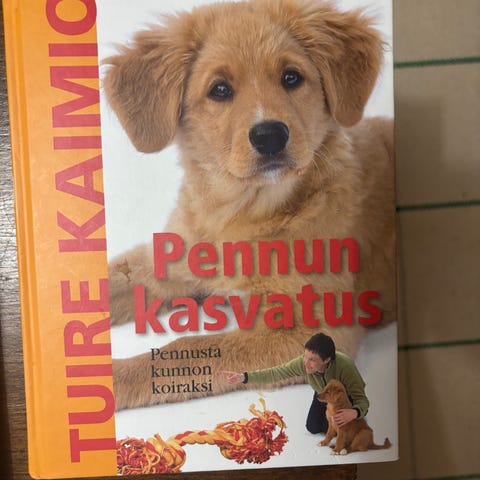 TUIRE KAIMIO
Pennun
kasvatus
Pennusta
kunnon
koiraksi